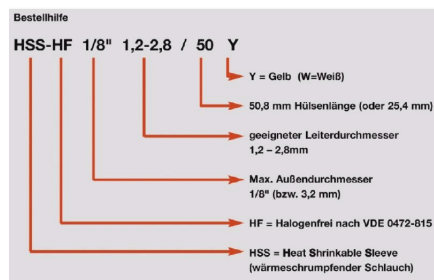 Bestellhilfe
HSS-HF 1/8" 1,2-2,8 / 50 Y
Y = Gelb (W=Weiß)
50,8 mm Hülsenlänge (oder 25,4 mm)
geeigneter Leiterdurchmesser
1,2 – 2,8mm
Max. Außendurchmesser
1/8" (bzw. 3,2 mm)
HF = Halogenfrei nach VDE 0472-815
HSS = Heat Shrinkable Sleeve
(wärmeschrumpfender Schlauch)